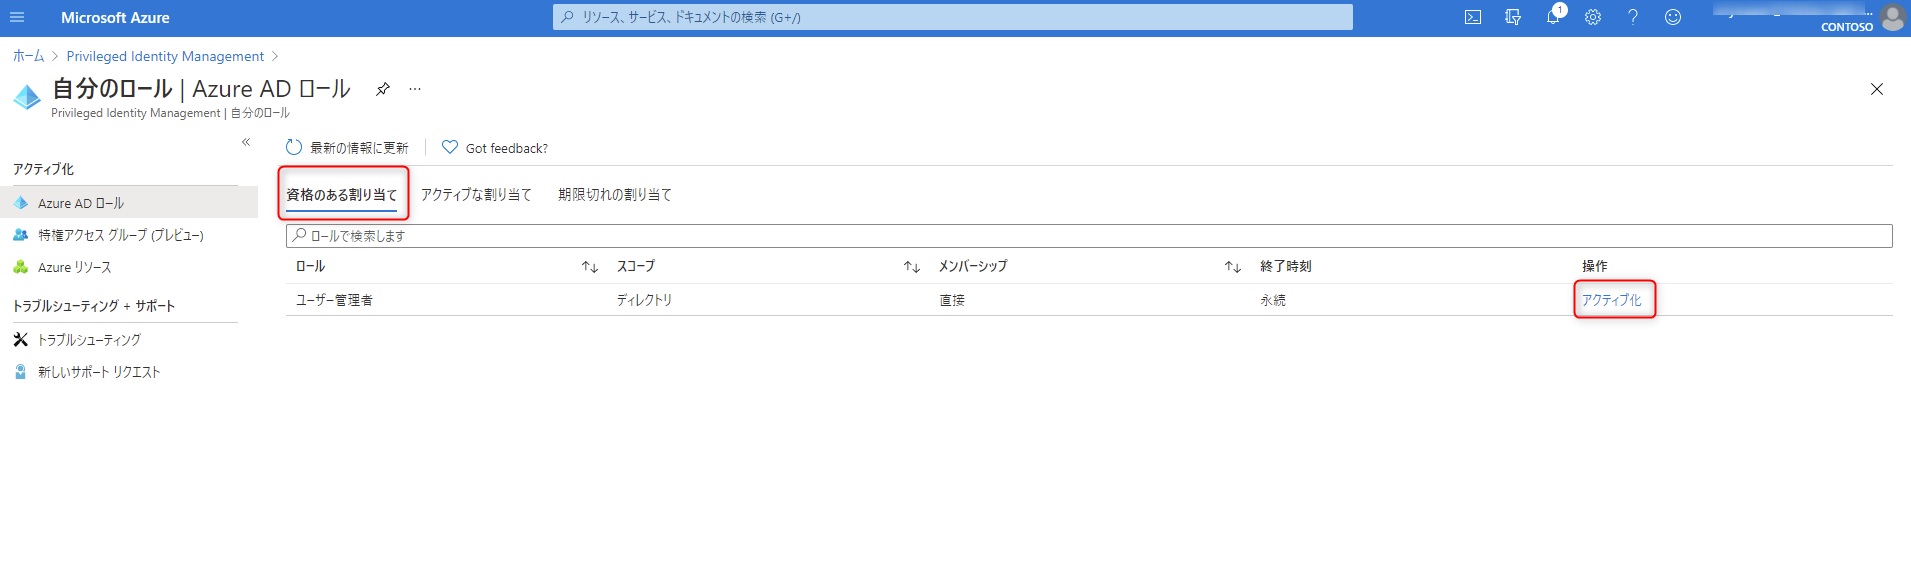 Microsoft Azure
リソース、サービス、ドキュメントの検索 (G+/)
1
CONTOSO
ホーム > Privileged Identity Management >
自分のロール | Azure AD ロール ...
Privileged Identity Management | 自分のロール
«
最新の情報に更新 Got feedback?
アクティブ化
Azure AD ロール
特権アクセス グループ (プレビュー)
Azure リソース
トラブルシューティング + サポート
トラブルシューティング
新しいサポート リクエスト
資格のある割り当て アクティブな割り当て 期限切れの割り当て
ロールで検索します
ロール ↑↓ スコープ ↑↓ メンバーシップ ↑↓ 終了時刻 操作
ユーザー管理者 ディレクトリ 直接 永続 アクティブ化